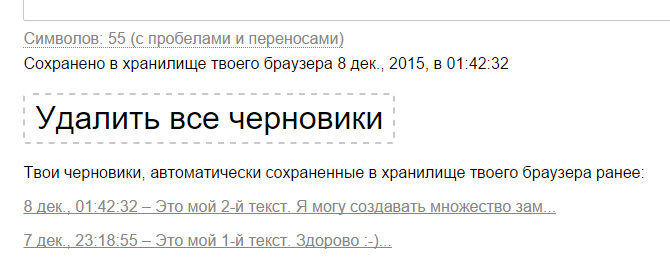 Символов: 55 (с пробелами и переносами)
Сохранено в хранилище твоего браузера 8 дек., 2015, в 01:42:32
Удалить все черновики
Твои черновики, автоматически сохраненные в хранилище твоего браузера ранее:
8 дек., 01:42:32 – Это мой 2-й текст. Я могу создавать множество зам...
7 дек., 23:18:55 – Это мой 1-й текст. Здорово :-)...